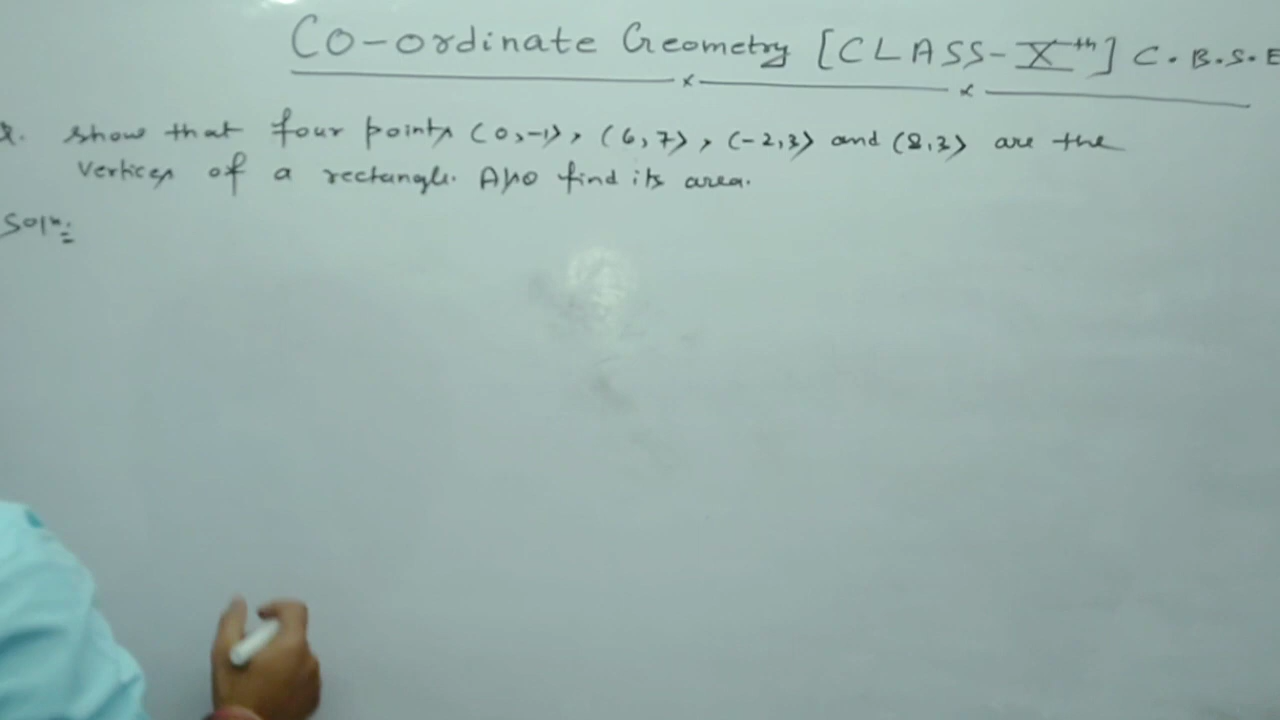 Co-ordinate Geometry [CLASS-Xth] C.B.S.E
Q. Show that four points (0,-1), (6,7), (-2,3) and (8,3) are the
vertices of a rectangle. Also find its area.
Soln: